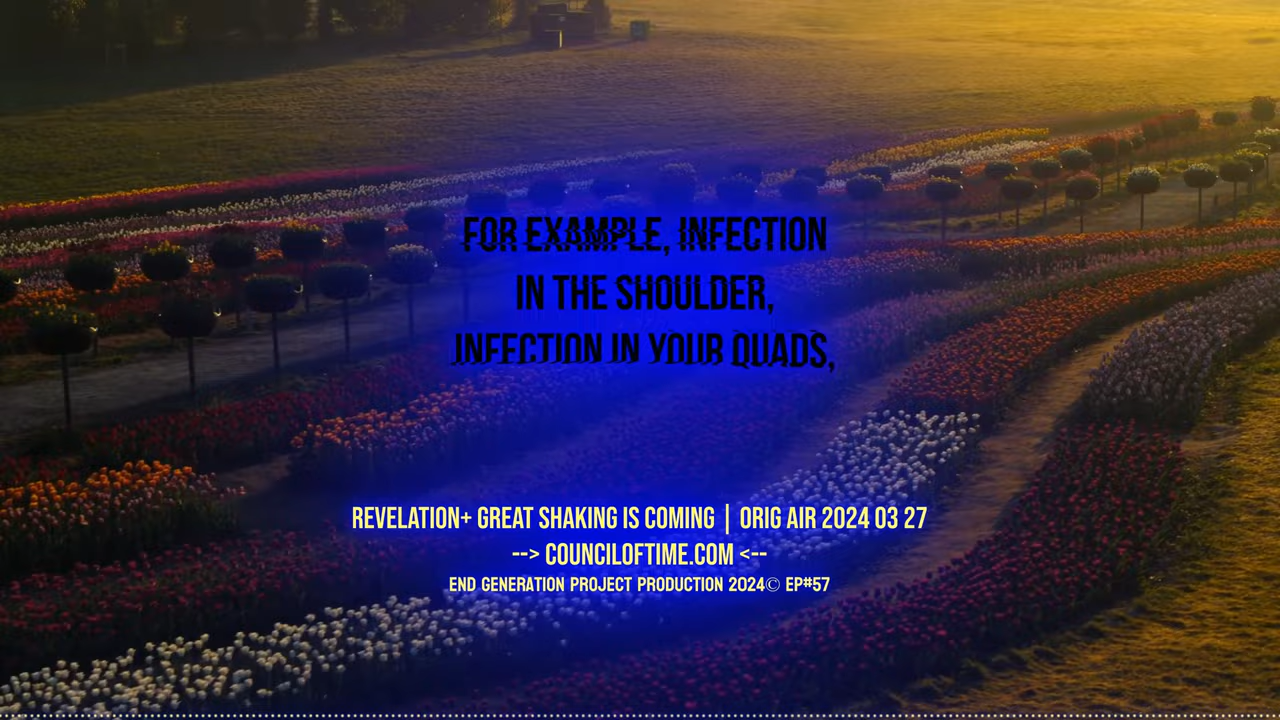 FOR EXAMPLE, INFECTION
IN THE SHOULDER,
INFECTION IN YOUR QUADS,
REVELATION+ GREAT SHAKING IS COMING | ORIG AIR 2024 03 27
--> COUNCILOFTIME.COM <--
END GENERATION PROJECT PRODUCTION 2024© EP#57